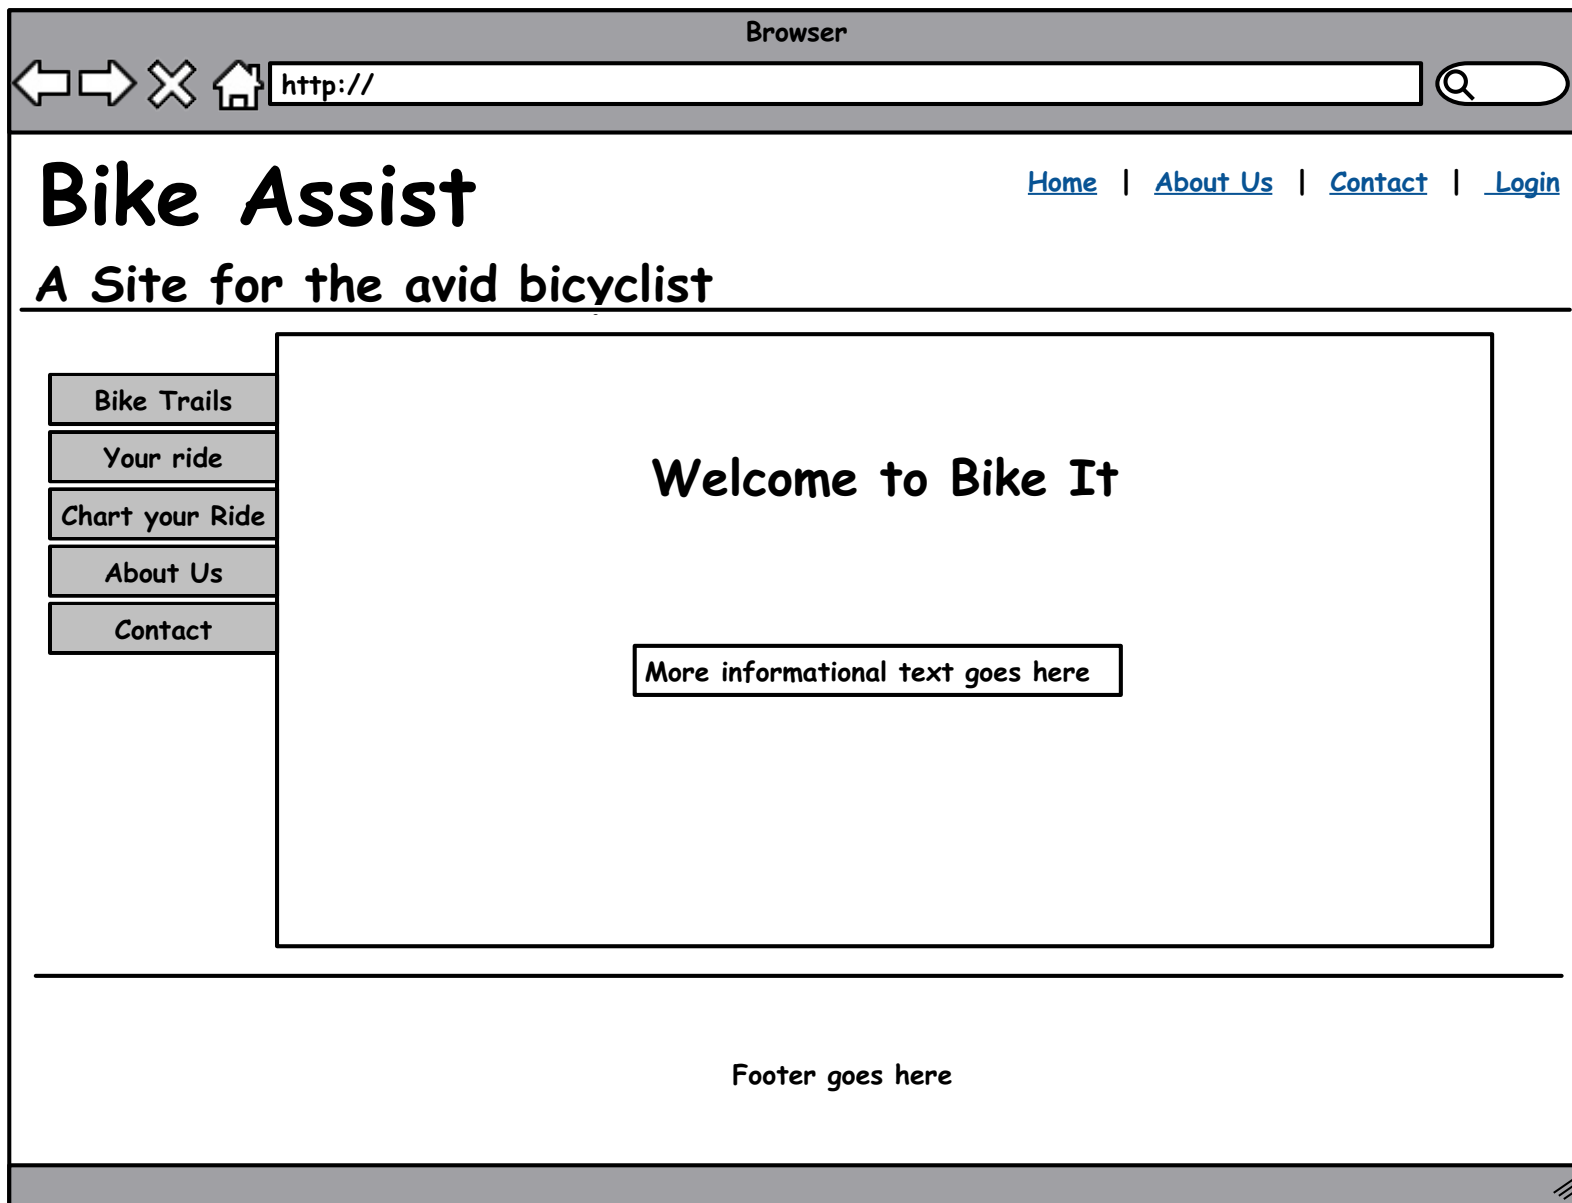 Browser
http://
Bike Assist
Home | About Us | Contact | Login
A Site for the avid bicyclist
Bike Trails
Your ride
Chart your Ride
About Us
Contact
Welcome to Bike It
More informational text goes here
Footer goes here